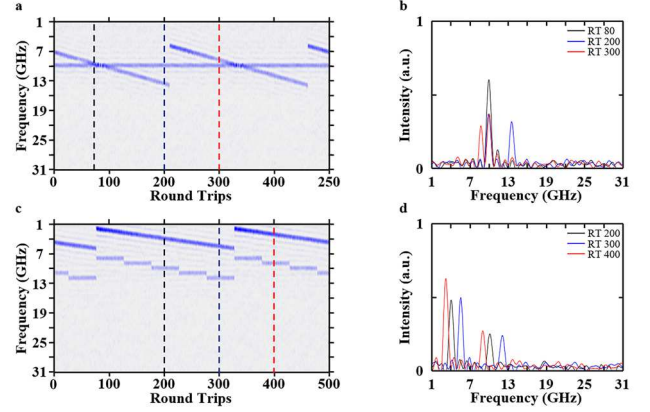 a
b
1
7
13
19
25
31
Frequency (GHz)
0
100
200
300
400
250
Round Trips
1
0
Intensity (a.u.)
RT 80
RT 200
RT 300
1
7
13
19
25
31
Frequency (GHz)
c
d
1
7
13
19
25
31
Frequency (GHz)
0
100
200
300
400
500
Round Trips
1
0
Intensity (a.u.)
RT 200
RT 300
RT 400
1
7
13
19
25
31
Frequency (GHz)